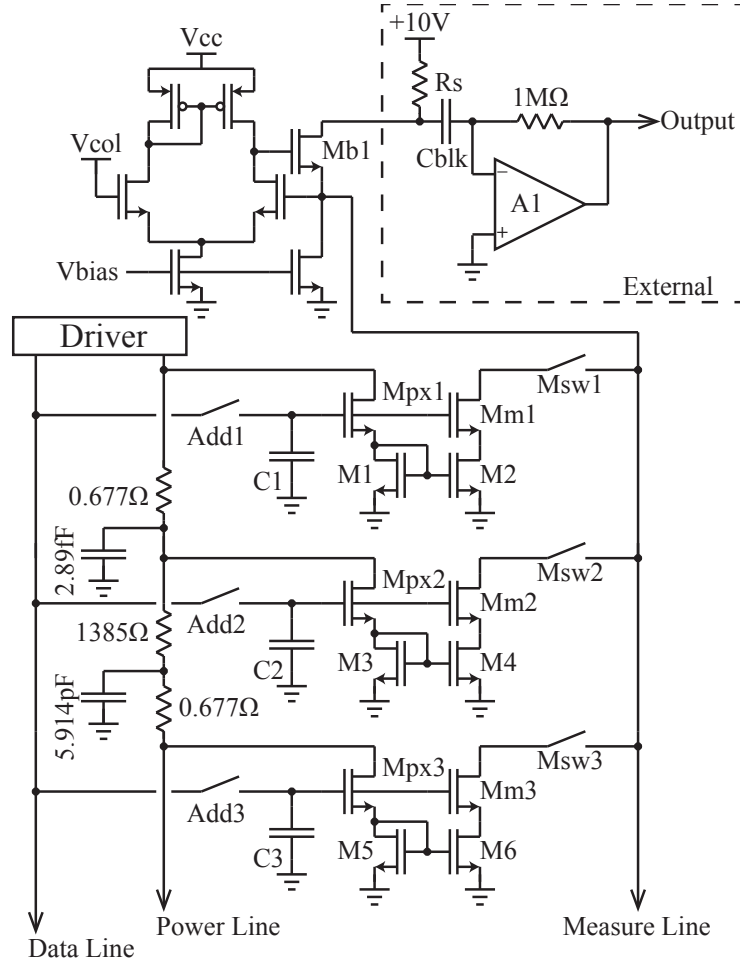 +10V
Vcc
Rs
1MΩ
Output
Vcol
Mb1
Cblk
−
A1
+
Vbias
External
Driver
Mpx1
Msw1
Add1
Mm1
C1
M1
M2
0.677Ω
2.89fF
Mpx2
Msw2
Add2
Mm2
1385Ω
C2
M3
M4
5.914pF
0.677Ω
Mpx3
Msw3
Add3
Mm3
C3
M5
M6
Power Line
Measure Line
Data Line